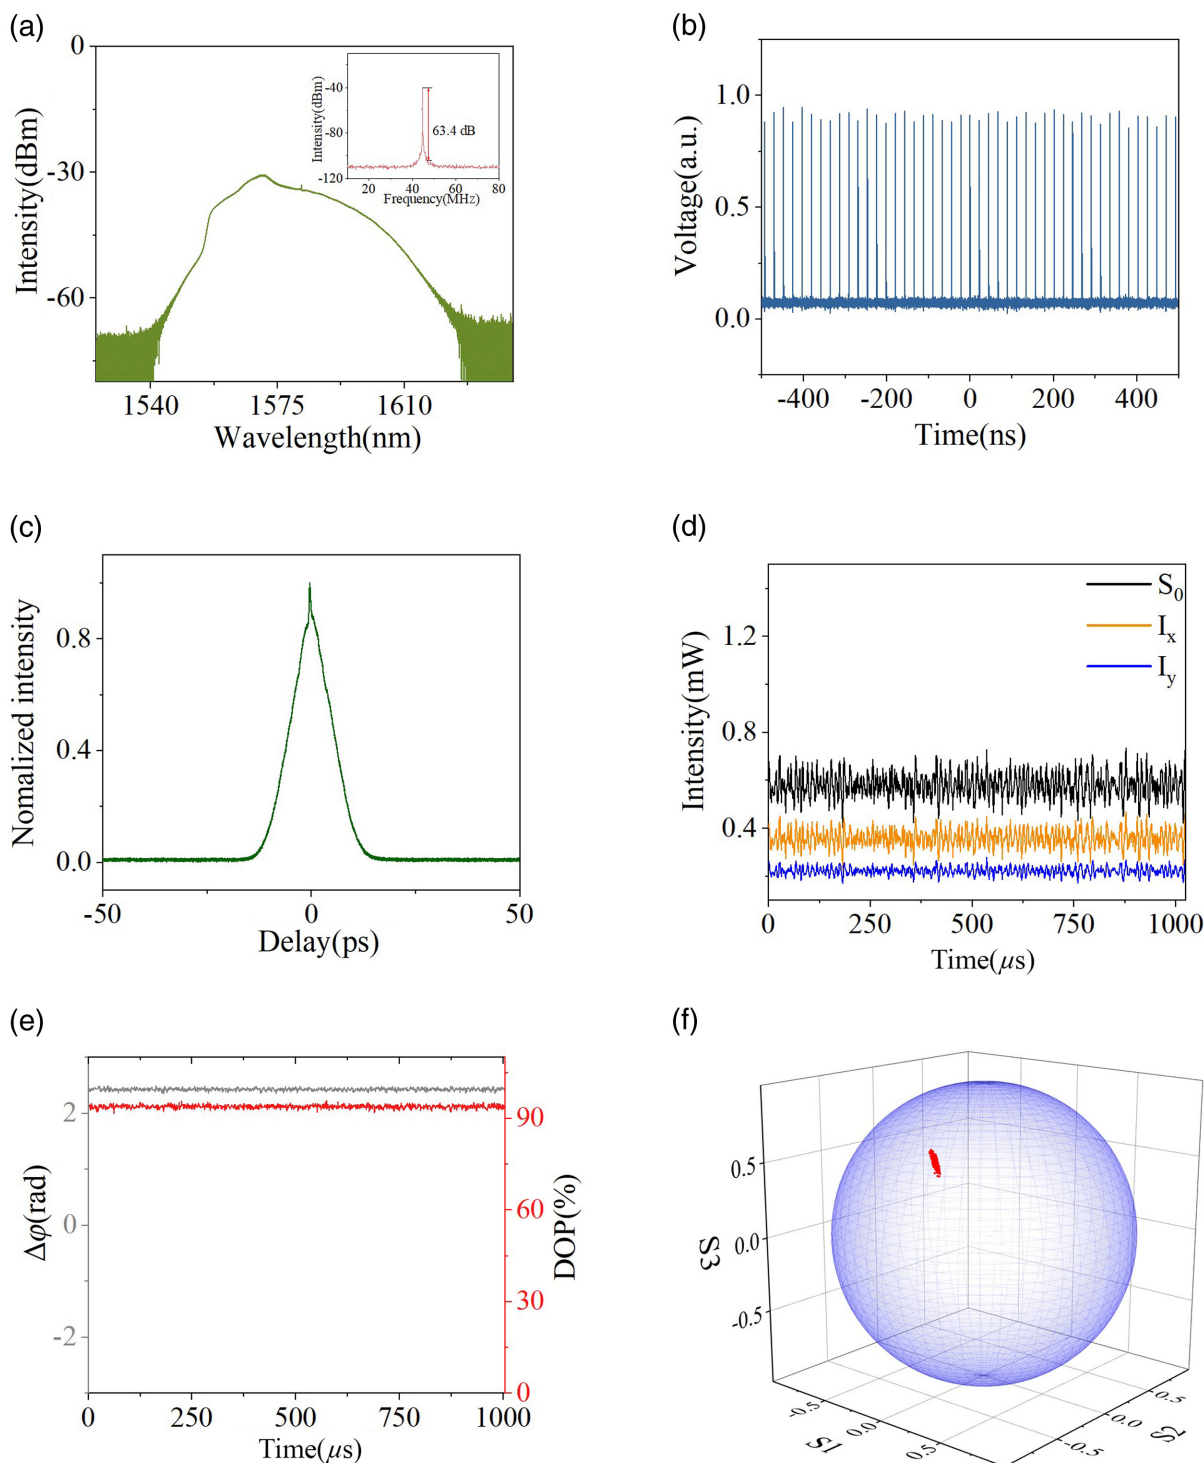 (a)
0
-30
-60
Intensity(dBm)
1540
1575
1610
Wavelength(nm)
-40
-80
-120
Intensity(dBm)
63.4 dB
20
40
60
80
Frequency(MHz)
(b)
1.0
0.5
0.0
Voltage(a.u.)
-400
-200
0
200
400
Time(ns)
(c)
0.8
0.4
0.0
Nomalized intensity
-50
0
50
Delay(ps)
(d)
S0
Ix
Iy
1.2
0.8
0.4
Intensity(mW)
0
250
500
750
1000
Time(μs)
(e)
2
0
-2
Δφ(rad)
90
60
30
0
DOP(%)
0
250
500
750
1000
Time(μs)
(f)
0.5
0.0
-0.5
S3
-0.5
0.0
0.5
S1
-0.5
0.0
0.5